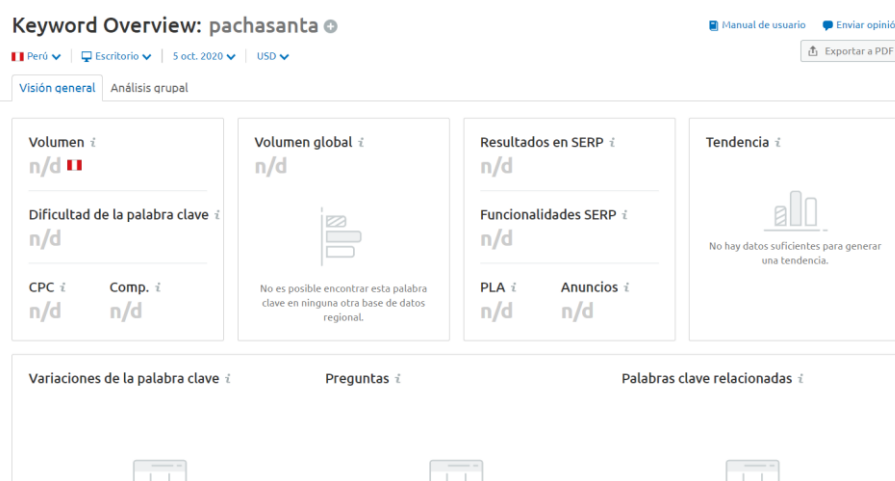 Keyword Overview: pachasanta
Manual de usuario
Enviar opinió
Perú
Escritorio
5 oct. 2020
USD
Exportar a PDF
Visión general
Análisis grupal
Volumen i
n/d
Dificultad de la palabra clave i
n/d
CPC i
Comp. i
n/d
n/d
Volumen global i
n/d
No es posible encontrar esta palabra
clave en ninguna otra base de datos
regional.
Resultados en SERP i
n/d
Funcionalidades SERP i
n/d
PLA i
Anuncios i
n/d
n/d
Tendencia i
No hay datos suficientes para generar
una tendencia.
Variaciones de la palabra clave i
Preguntas i
Palabras clave relacionadas i